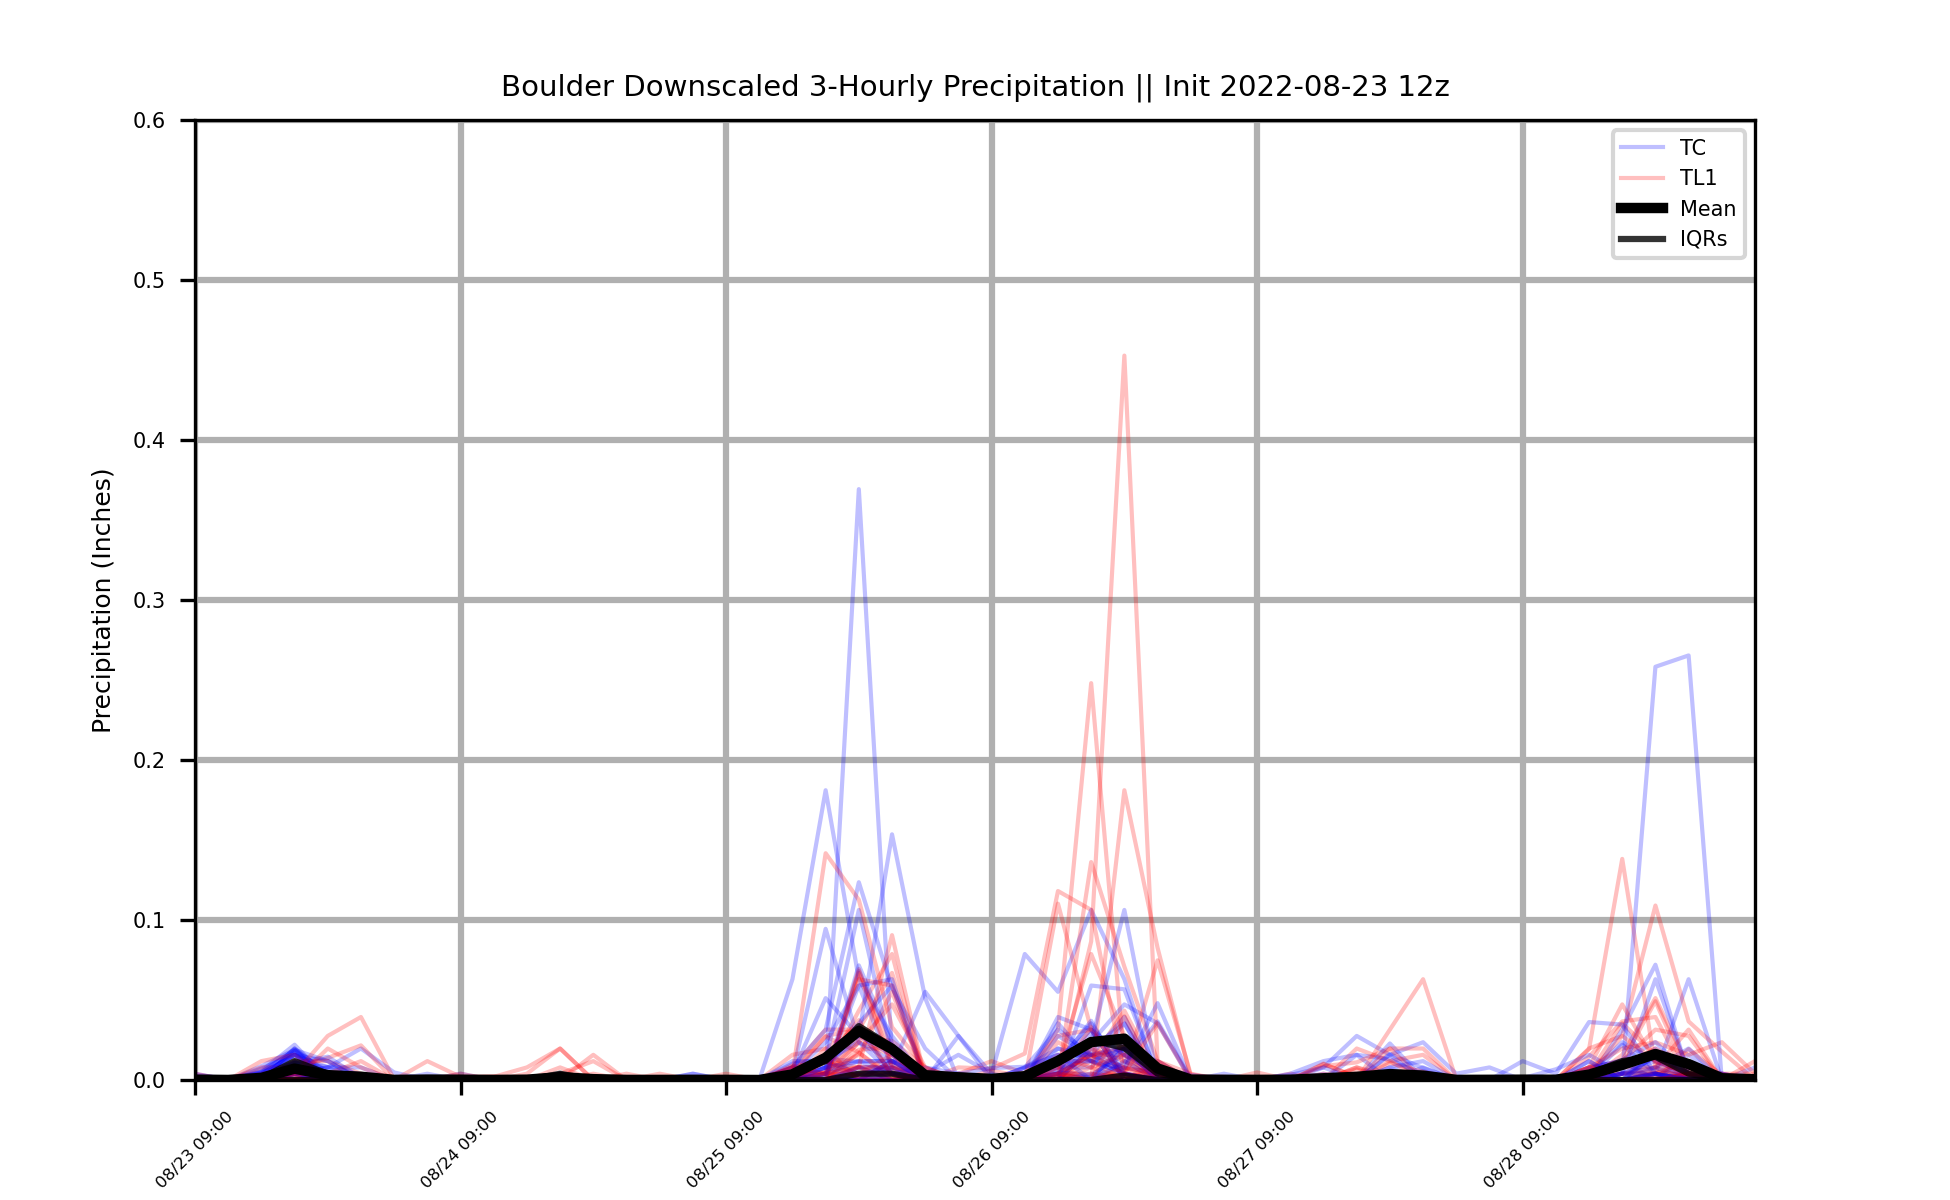 Boulder Downscaled 3-Hourly Precipitation || Init 2022-08-23 12z
Precipitation (Inches)
0.6
0.5
0.4
0.3
0.2
0.1
0.0
TC
TL1
Mean
IQRs
08/23 09:00
08/24 09:00
08/25 09:00
08/26 09:00
08/27 09:00
08/28 09:00